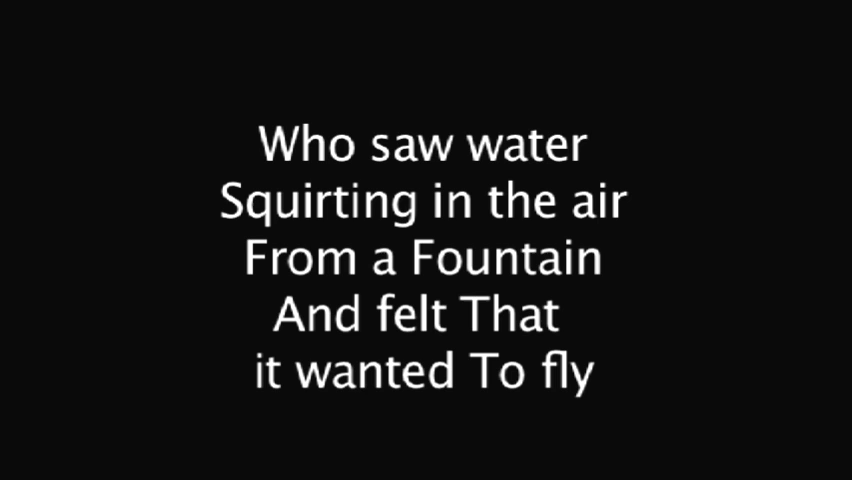 Who saw water
Squirting in the air
From a Fountain
And felt That
it wanted To fly